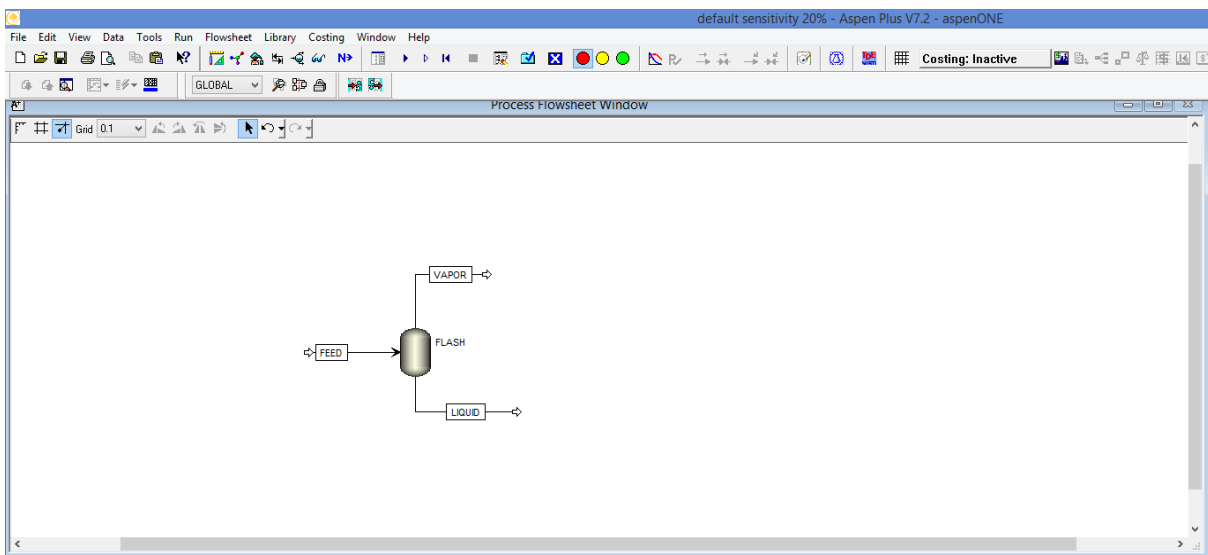 default sensitivity 20% - Aspen Plus V7.2 - aspenONE
File Edit View Data Tools Run Flowsheet Library Costing Window Help
N>
Costing: Inactive
GLOBAL
Process Flowsheet Window
Grid 0.1
VAPOR
FLASH
FEED
LIQUID